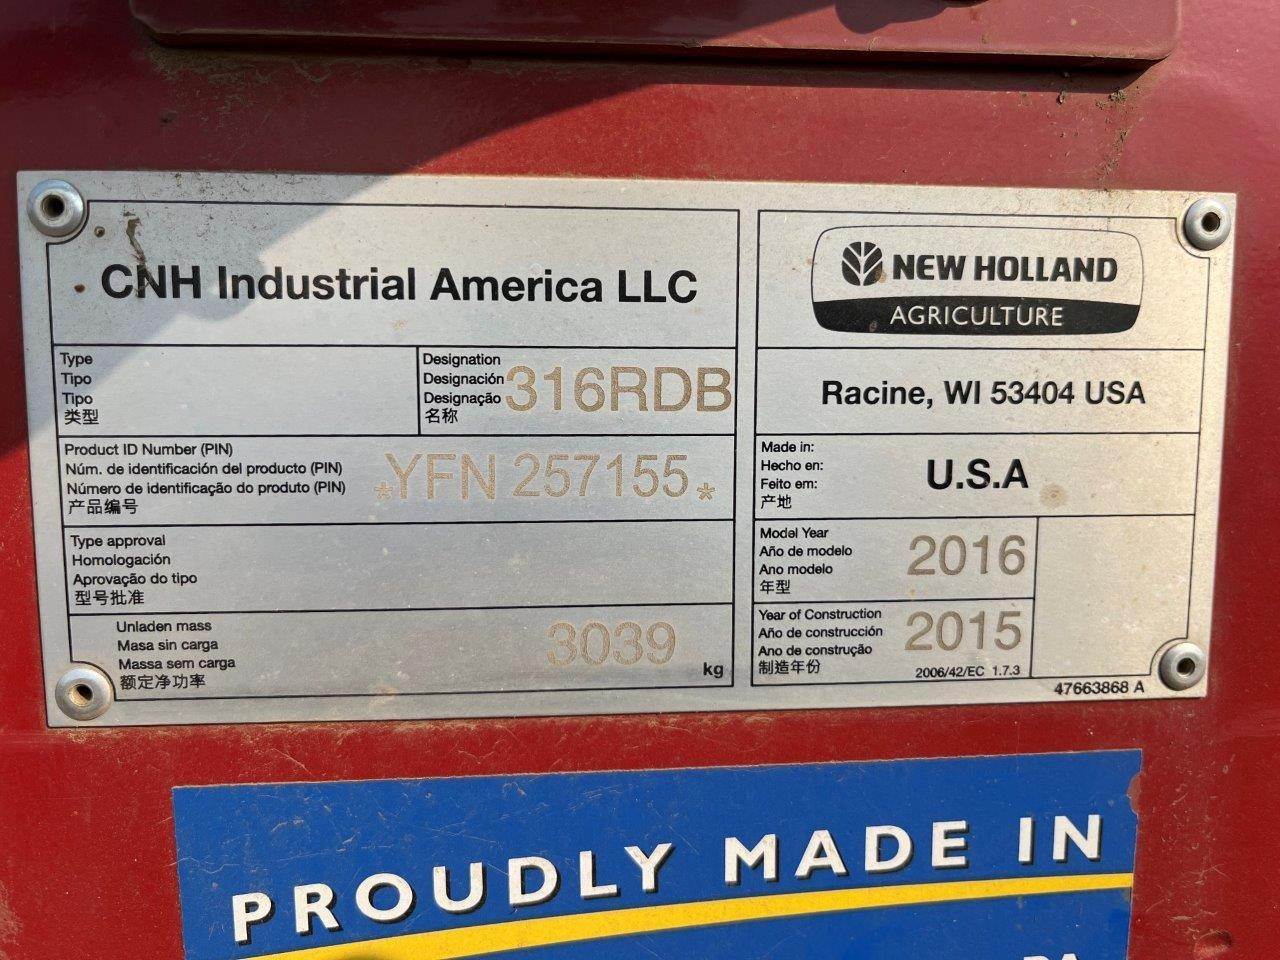 CNH Industrial America LLC
Type
Tipo
Tipo
类型
Designation
Designación
Designação
名称
316RDB
Product ID Number (PIN)
Núm. de identificación del producto (PIN)
Número de identificação do produto (PIN)
产品编号
*YFN 257155*
Type approval
Homologación
Aprovação do tipo
型号批准
Unladen mass
Masa sin carga
Massa sem carga
额定净功率
3039
kg
NEW HOLLAND
AGRICULTURE
Racine, WI 53404 USA
Made in:
Hecho en:
Feito em:
产地
U.S.A
Model Year
Año de modelo
Ano modelo
年型
2016
Year of Construction
Año de construcción
Ano de construção
制造年份
2015
2006/42/EC 1.7.3
47663868 A
PROUDLY MADE IN